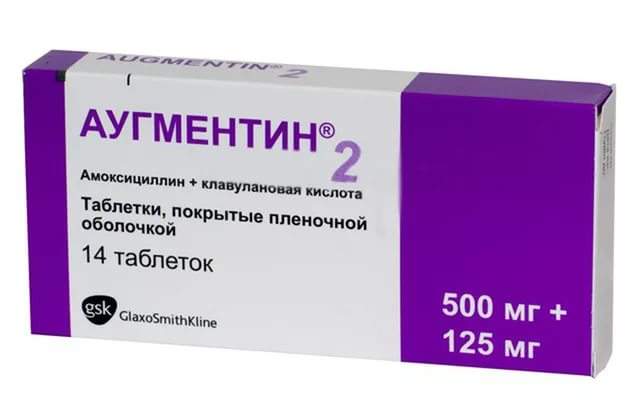 AUGMENTIN® 2
АУГМЕНТИН® 2
Амоксициллин + клавулановая кислота
Таблетки, покрытые пленочной
оболочкой
14 таблеток
gsk GlaxoSmithKline
500 мг +
125 мг